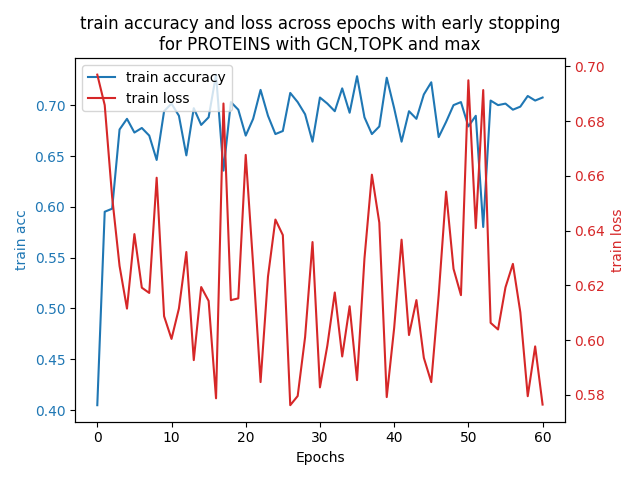 train accuracy and loss across epochs with early stopping
for PROTEINS with GCN,TOPK and max
train accuracy
train loss
train acc
0.70
0.65
0.60
0.55
0.50
0.45
0.40
0.70
0.68
0.66
0.64
0.62
0.60
0.58
train loss
0 10 20 30 40 50 60
Epochs